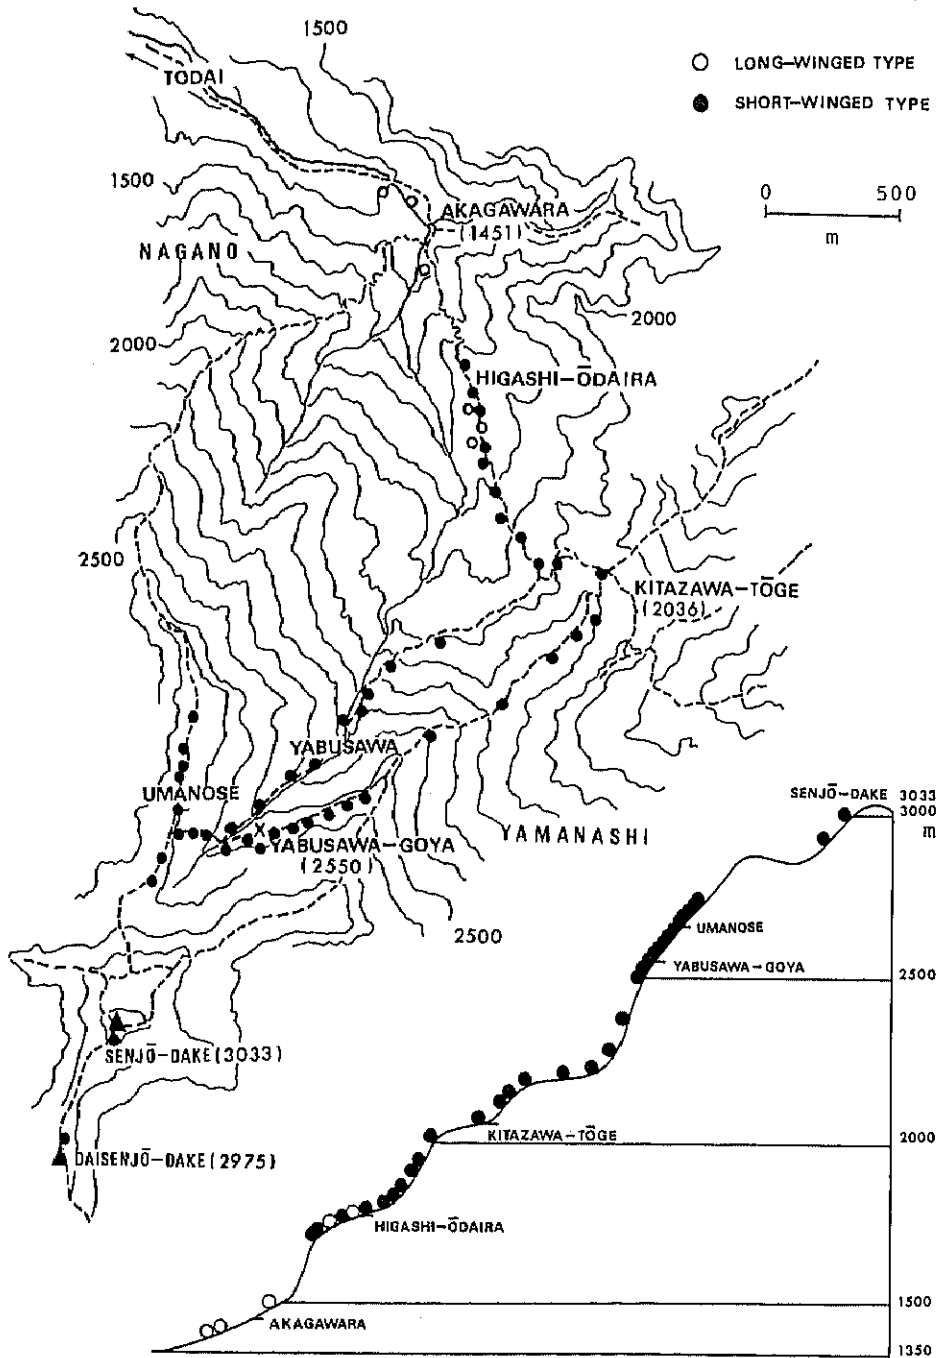 1500
TODAI
LONG–WINGED TYPE
SHORT–WINGED TYPE
1500
0 500
m
AKAGAWARA
(1451)
NAGANO
2000
2000
HIGASHI–ŌDAIRA
2500
KITAZAWA–TŌGE
(2036)
YABUSAWA
UMANOSE
X
YABUSAWA–GOYA
(2550)
YAMANASHI
2500
SENJŌ–DAKE (3033)
DAISENJŌ–DAKE (2975)
SENJŌ–DAKE 3033
3000
m
UMANOSE
YABUSAWA–GOYA
2500
KITAZAWA–TŌGE
2000
HIGASHI–ŌDAIRA
1500
AKAGAWARA
1350